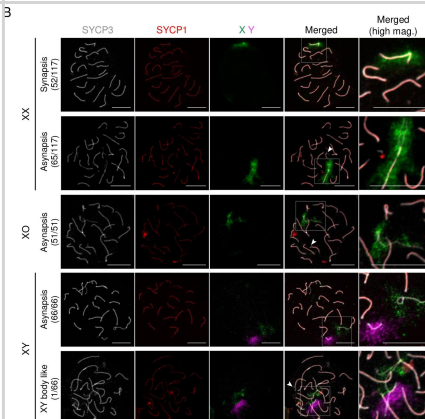 B
SYCP3 SYCP1 X Y Merged Merged
(high mag.)
XX
Synapsis
(52/117)
Asynapsis
(65/117)
XO
Asynapsis
(51/51)
XY
Asynapsis
(66/66)
XY body like
(1/66)